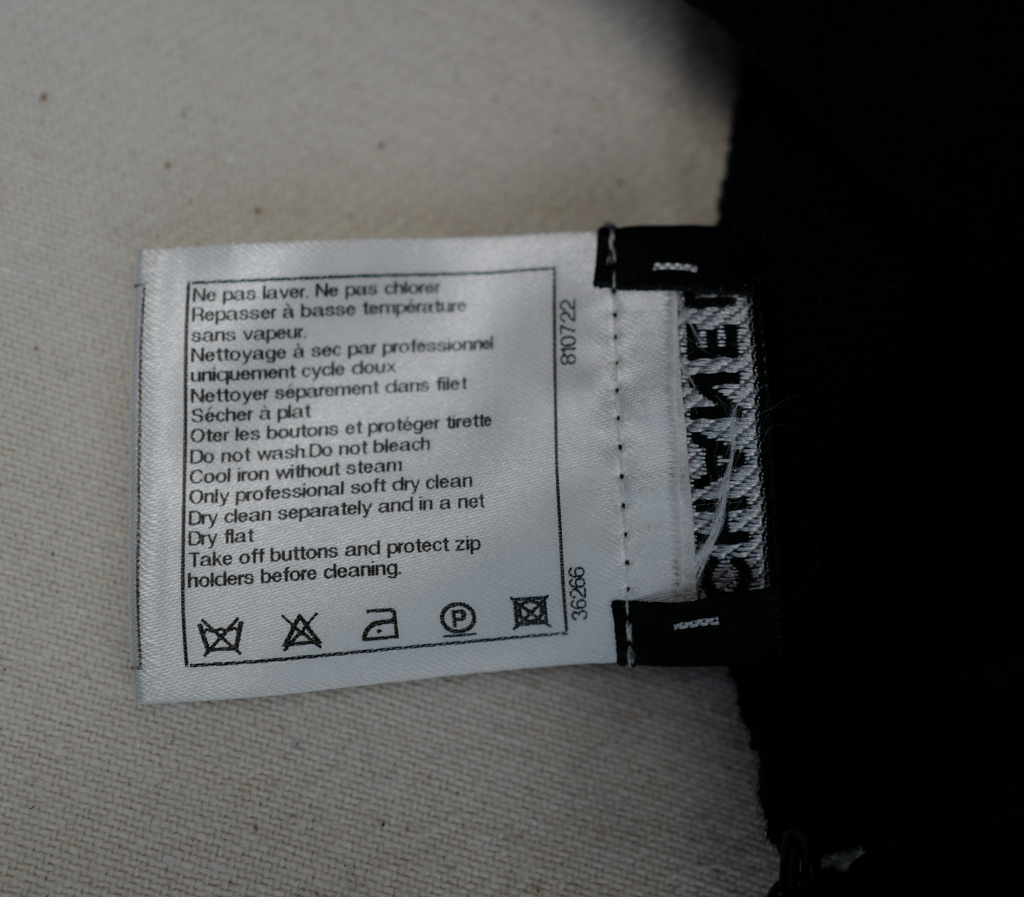 Ne pas laver. Ne pas chlorer
Repasser à basse température
sans vapeur.
Nettoyage à sec par professionnel
uniquement cycle doux
Nettoyer séparement dans filet
Sécher à plat
Oter les boutons et protéger tirette
Do not wash.Do not bleach
Cool iron without steam
Only professional soft dry clean
Dry clean separately and in a net
Dry flat
Take off buttons and protect zip
holders before cleaning.
P
810722
36266
CHANEL